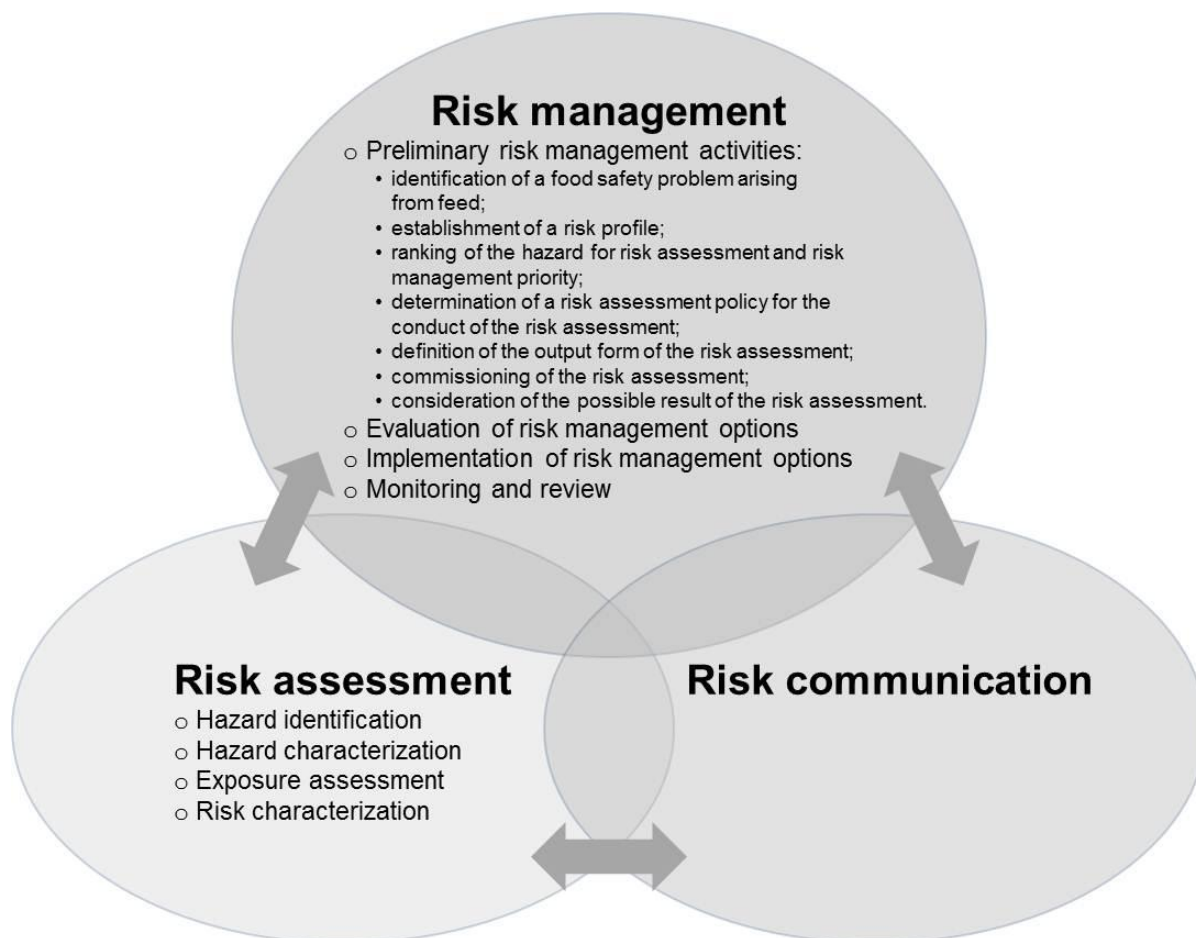 Risk management
o Preliminary risk management activities:
• identification of a food safety problem arising
from feed;
• establishment of a risk profile;
• ranking of the hazard for risk assessment and risk
management priority;
• determination of a risk assessment policy for the
conduct of the risk assessment;
• definition of the output form of the risk assessment;
• commissioning of the risk assessment;
• consideration of the possible result of the risk assessment.
o Evaluation of risk management options
o Implementation of risk management options
o Monitoring and review
Risk assessment
o Hazard identification
o Hazard characterization
o Exposure assessment
o Risk characterization
Risk communication